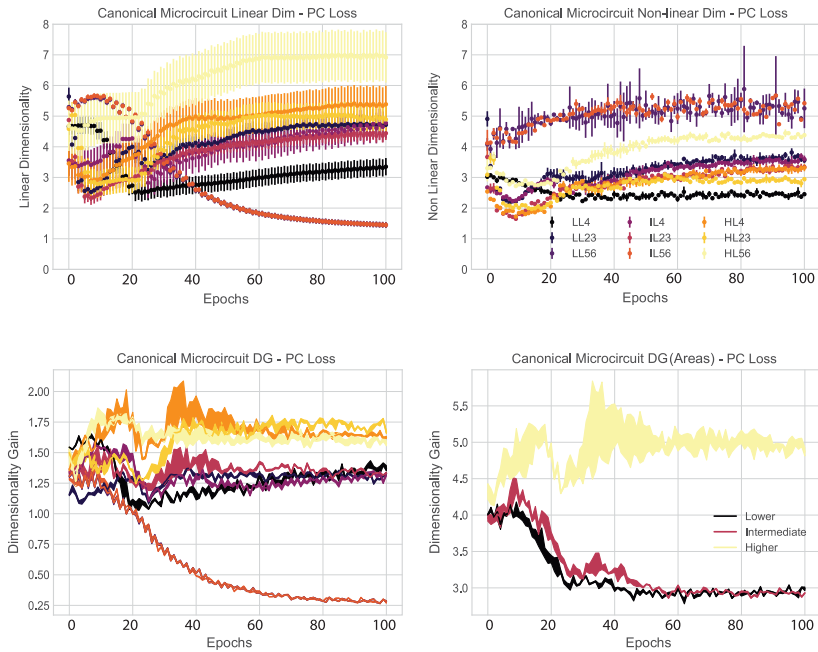 Canonical Microcircuit Linear Dim - PC Loss
8
7
6
5
4
3
2
1
0
Linear Dimensionality
0 20 40 60 80 100
Epochs
Canonical Microcircuit Non-linear Dim - PC Loss
8
7
6
5
4
3
2
1
0
Non Linear Dimensionality
LL4 IL4 HL4
LL23 IL23 HL23
LL56 IL56 HL56
0 20 40 60 80 100
Epochs
Canonical Microcircuit DG - PC Loss
2.00
1.75
1.50
1.25
1.00
0.75
0.50
0.25
Dimensionality Gain
0 20 40 60 80 100
Epochs
Canonical Microcircuit DG(Areas) - PC Loss
5.5
5.0
4.5
4.0
3.5
3.0
Dimensionality Gain
Lower
Intermediate
Higher
0 20 40 60 80 100
Epochs